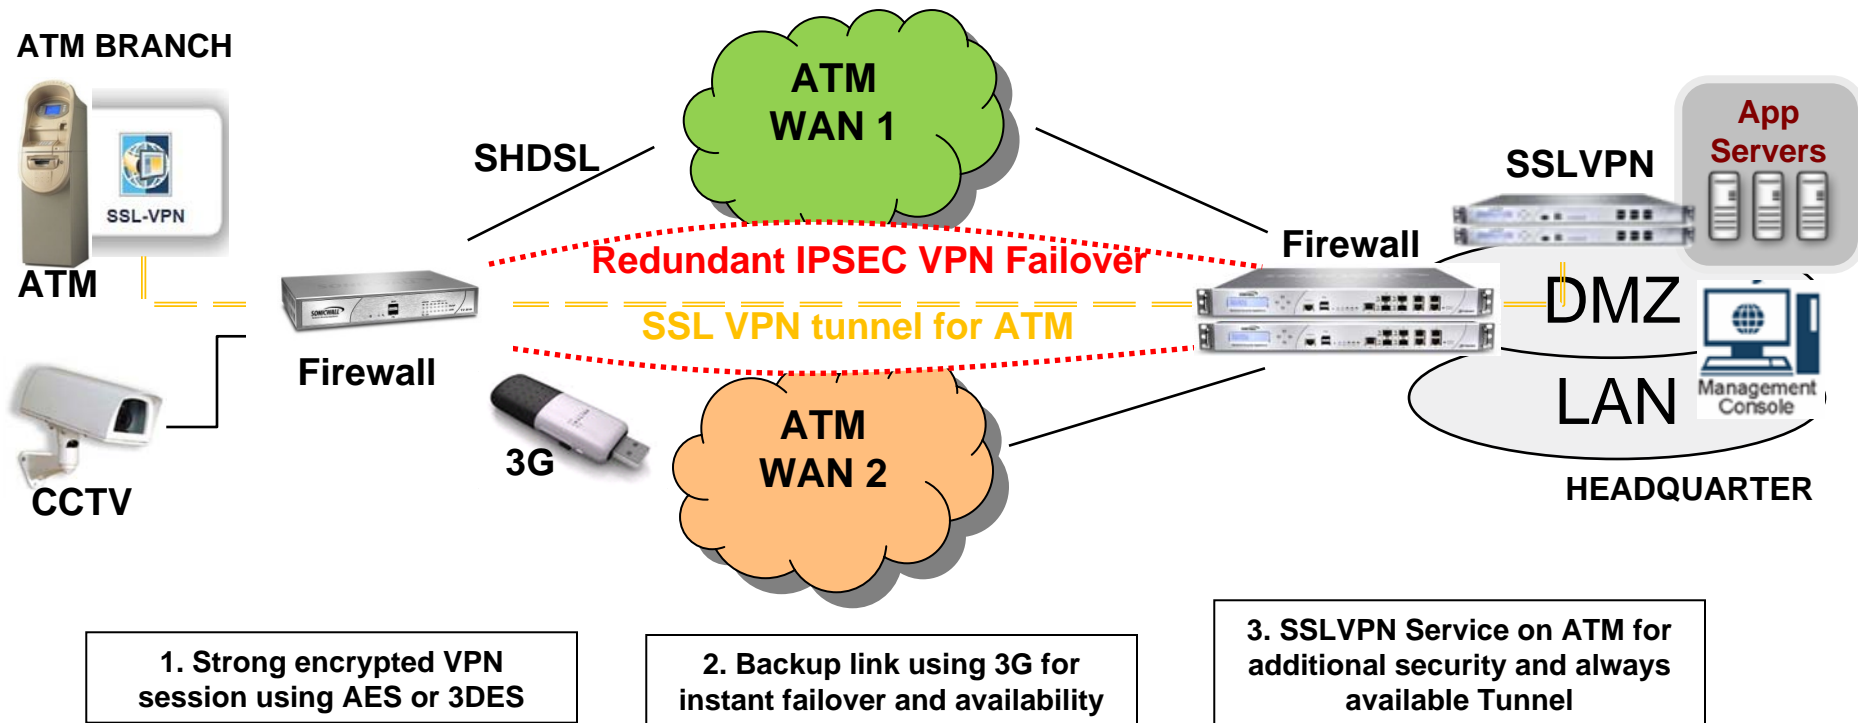 ATM BRANCH
SSL-VPN
ATM
CCTV
SHDSL
SONICWALL
Firewall
3G
ATM
WAN 1
Redundant IPSEC VPN Failover
SSL VPN tunnel for ATM
ATM
WAN 2
Firewall
SSLVPN
App
Servers
DMZ
LAN
Management
Console
HEADQUARTER
1. Strong encrypted VPN
session using AES or 3DES
2. Backup link using 3G for
instant failover and availability
3. SSLVPN Service on ATM for
additional security and always
available Tunnel